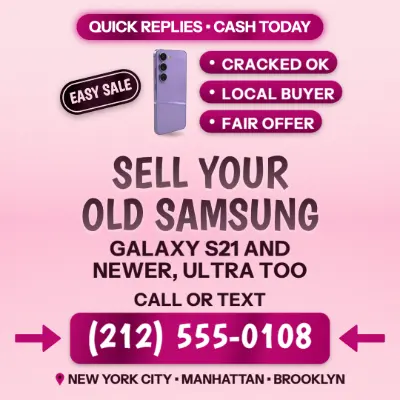 QUICK REPLIES • CASH TODAY
EASY SALE
• CRACKED OK
• LOCAL BUYER
• FAIR OFFER
SELL YOUR
OLD SAMSUNG
GALAXY S21 AND
NEWER, ULTRA TOO
CALL OR TEXT
(212) 555-0108
NEW YORK CITY • MANHATTAN • BROOKLYN